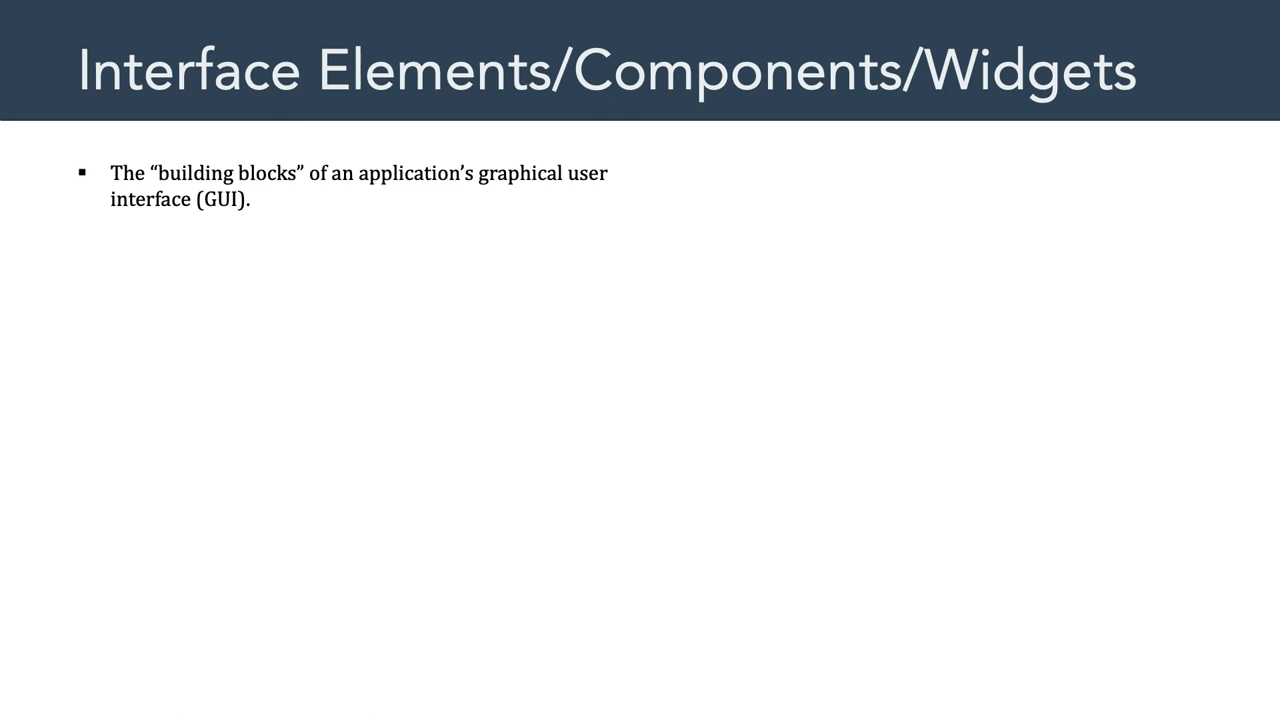 Interface Elements/Components/Widgets
▪ The “building blocks” of an application’s graphical user
interface (GUI).